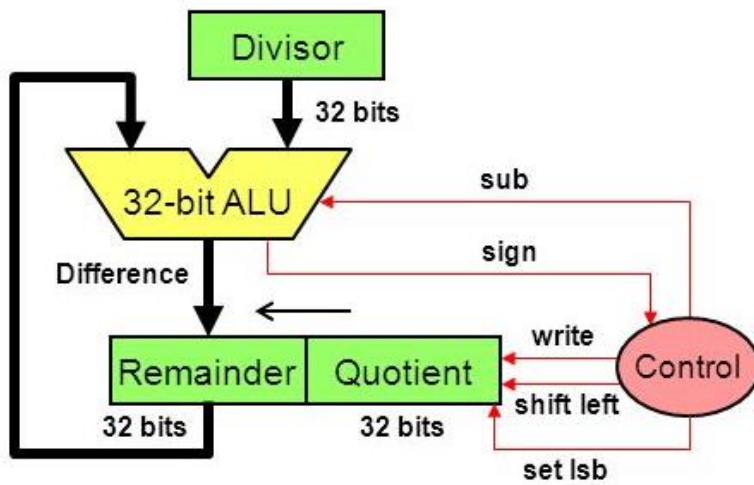 Divisor
32 bits
32-bit ALU
sub
sign
Difference
write
Remainder
Quotient
Control
shift left
32 bits
32 bits
set lsb